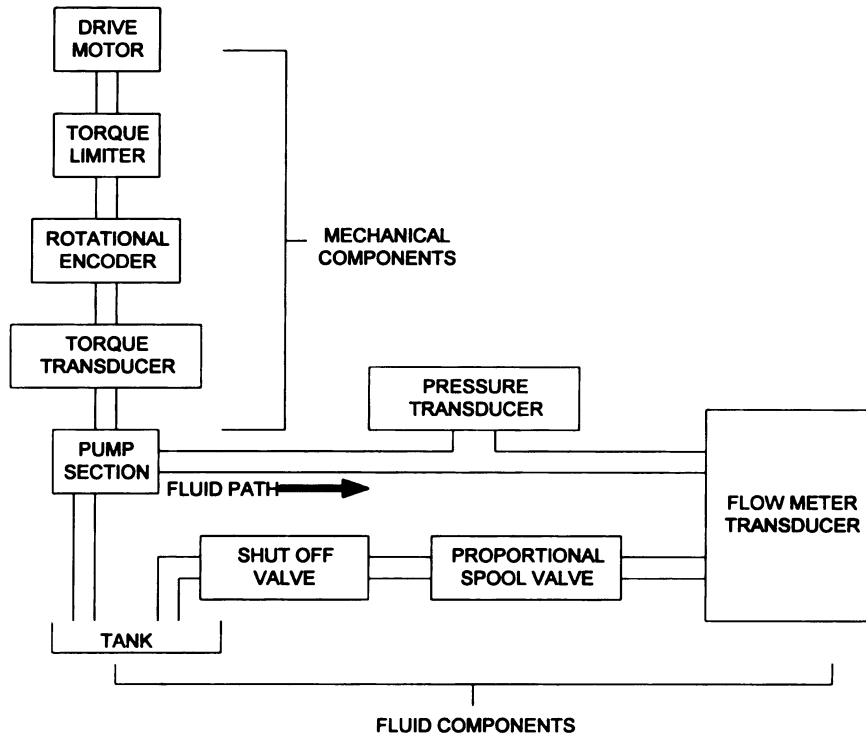 DRIVE
MOTOR
TORQUE
LIMITER
ROTATIONAL
ENCODER
MECHANICAL
COMPONENTS
TORQUE
TRANSDUCER
PRESSURE
TRANSDUCER
PUMP
SECTION
FLUID PATH
FLOW METER
TRANSDUCER
SHUT OFF
VALVE
PROPORTIONAL
SPOOL VALVE
TANK
FLUID COMPONENTS